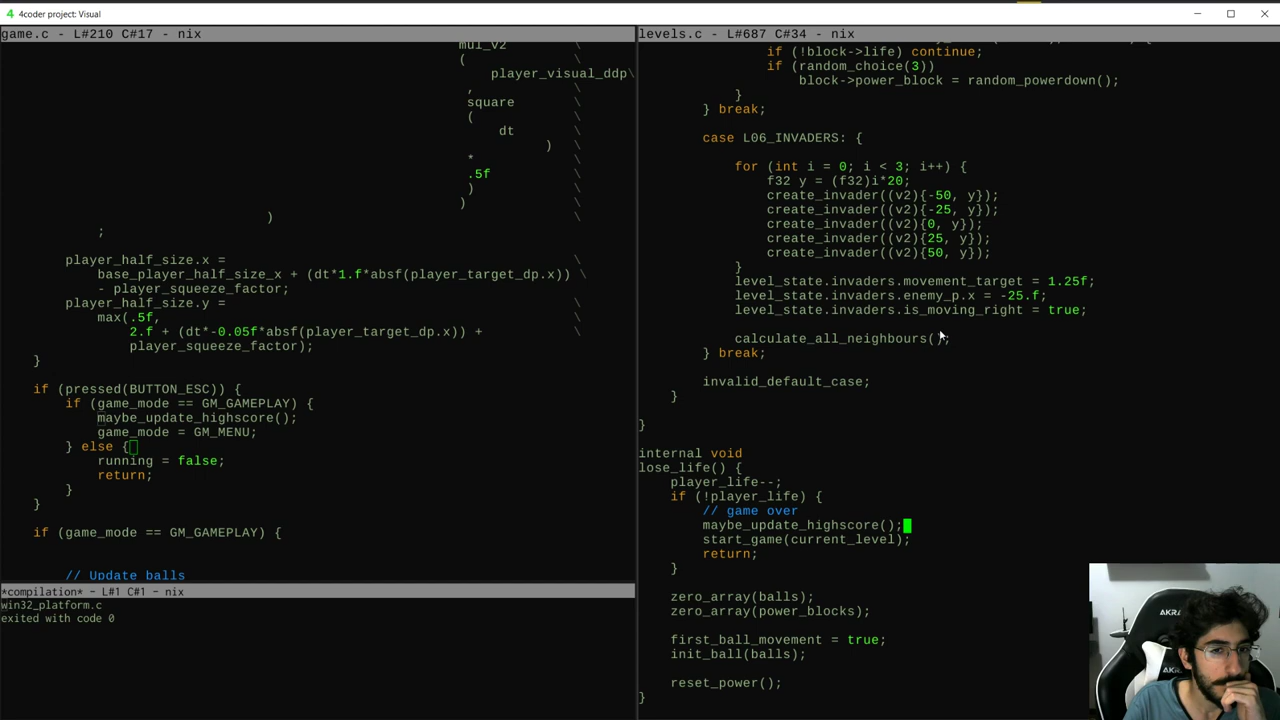 4 4coder project: Visual
game.c - L#210 C#17 - nix
mul_v2 \
( \
player_visual_ddp\
, \
square \
( \
dt \
) \
* \
.5f \
) \
) \
) \
;
player_half_size.x =
base_player_half_size_x + (dt*1.f*absf(player_target_dp.x)) \
- player_squeeze_factor;
player_half_size.y =
max(.5f,
2.f + (dt*-0.05f*absf(player_target_dp.x)) + \
player_squeeze_factor);
}
if (pressed(BUTTON_ESC)) {
if (game_mode == GM_GAMEPLAY) {
maybe_update_highscore();
game_mode = GM_MENU;
} else {
running = false;
return;
}
}
if (game_mode == GM_GAMEPLAY) {
// Update balls
*compilation* - L#1 C#1 - nix
win32_platform.c
exited with code 0
levels.c - L#687 C#34 - nix
if (!block->life) continue;
if (random_choice(3))
block->power_block = random_powerdown();
}
} break;
case L06_INVADERS: {
for (int i = 0; i < 3; i++) {
f32 y = (f32)i*20;
create_invader((v2){-50, y});
create_invader((v2){-25, y});
create_invader((v2){0, y});
create_invader((v2){25, y});
create_invader((v2){50, y});
}
level_state.invaders.movement_target = 1.25f;
level_state.invaders.enemy_p.x = -25.f;
level_state.invaders.is_moving_right = true;
calculate_all_neighbours();
} break;
invalid_default_case;
}
}
internal void
lose_life() {
player_life--;
if (!player_life) {
// game over
maybe_update_highscore();
start_game(current_level);
return;
}
zero_array(balls);
zero_array(power_blocks);
first_ball_movement = true;
init_ball(balls);
reset_power();
}
AKRA